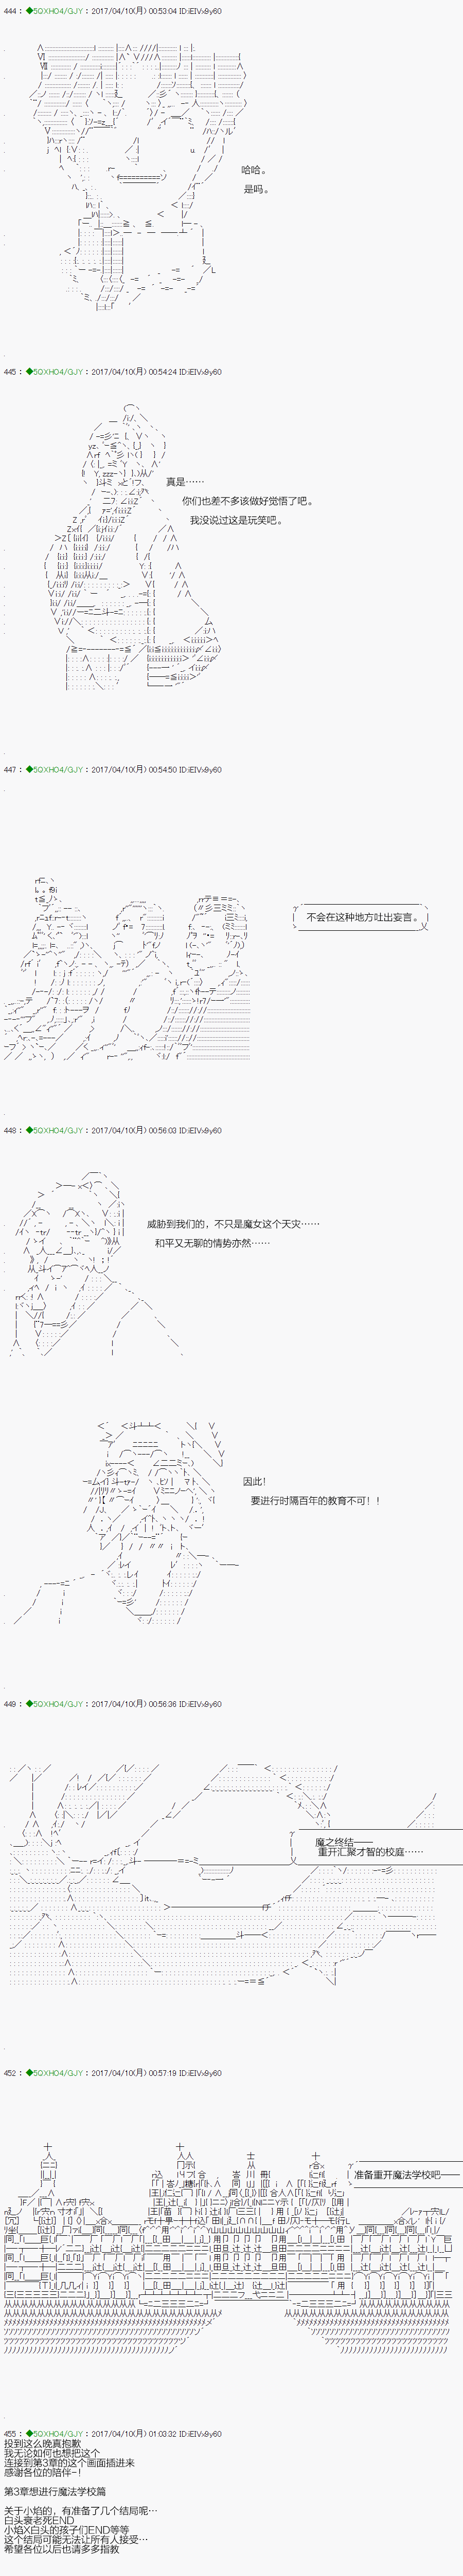 444 : ◆5QXHO4/GJY : 2017/04/10(月) 00:53:04 ID:iEIVx9y60
哈哈。
是吗。
445 : ◆5QXHO4/GJY : 2017/04/10(月) 00:54:24 ID:iEIVx9y60
真是……
你们也差不多该做好觉悟了吧。
我没说过这是玩笑吧。
447 : ◆5QXHO4/GJY : 2017/04/10(月) 00:54:50 ID:iEIVx9y60
不会在这种地方吐出妄言。
448 : ◆5QXHO4/GJY : 2017/04/10(月) 00:56:03 ID:iEIVx9y60
威胁到我们的，不只是魔女这个天灾……
和平又无聊的情势亦然……
因此！
要进行时隔百年的教育不可！！
449 : ◆5QXHO4/GJY : 2017/04/10(月) 00:56:36 ID:iEIVx9y60
魔之终结——
重开汇聚才智的校庭……
452 : ◆5QXHO4/GJY : 2017/04/10(月) 00:57:19 ID:iEIVx9y60
准备重开魔法学校吧——
455 : ◆5QXHO4/GJY : 2017/04/10(月) 01:03:32 ID:iEIVx9y60
投到这么晚真抱歉
我无论如何也想把这个
连接到第3章的这个画面插进来
感谢各位的陪伴-!
第3章想进行魔法学校篇
关于小焰的，有准备了几个结局呢…
白头衰老死END
小焰X白头的孩子们END等等
这个结局可能无法让所有人接受…
希望各位以后也请多多指教